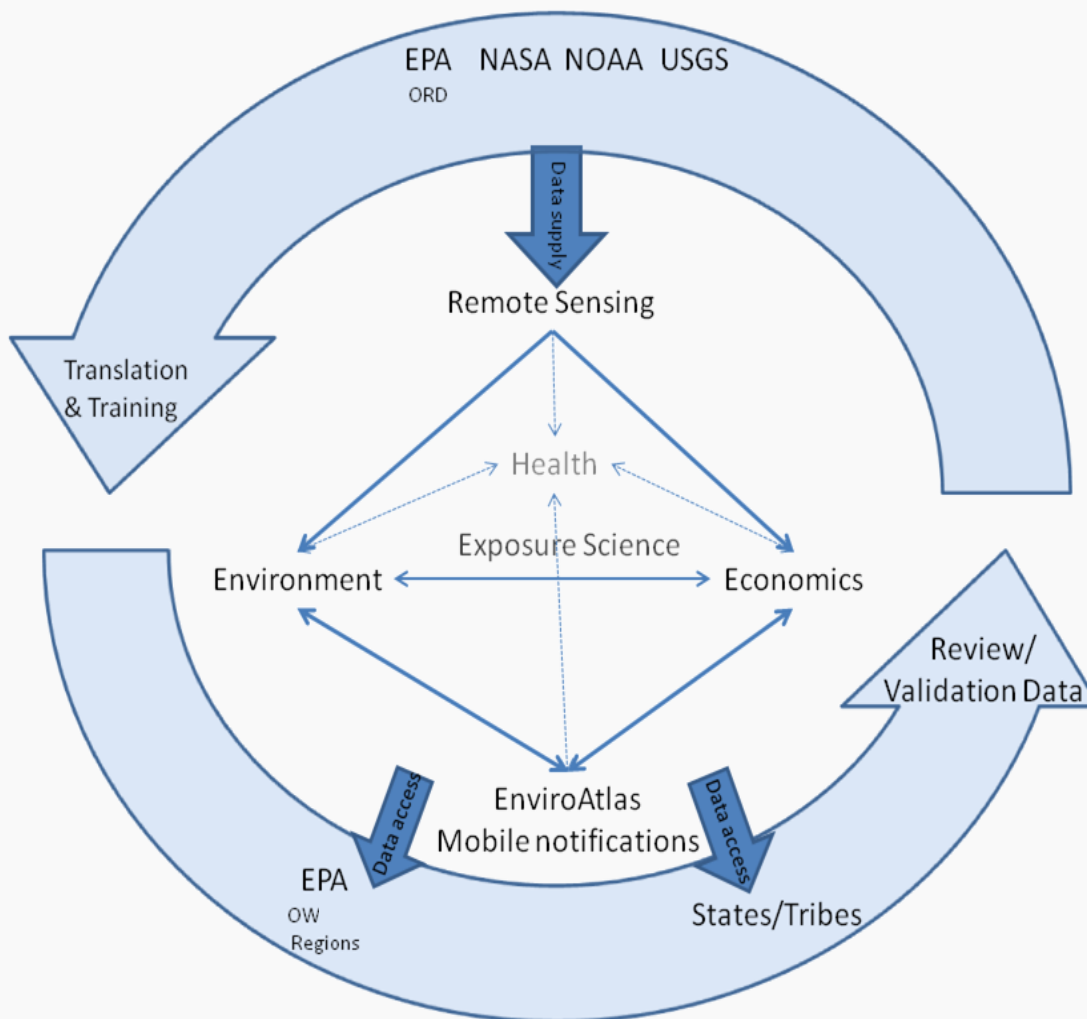 EPA NASA NOAA USGS
ORD
Data supply
Remote Sensing
Translation
& Training
Health
Exposure Science
Environment
Economics
Review/
Validation Data
EnviroAtlas
Mobile notifications
Data access
Data access
EPA
OW
Regions
States/Tribes